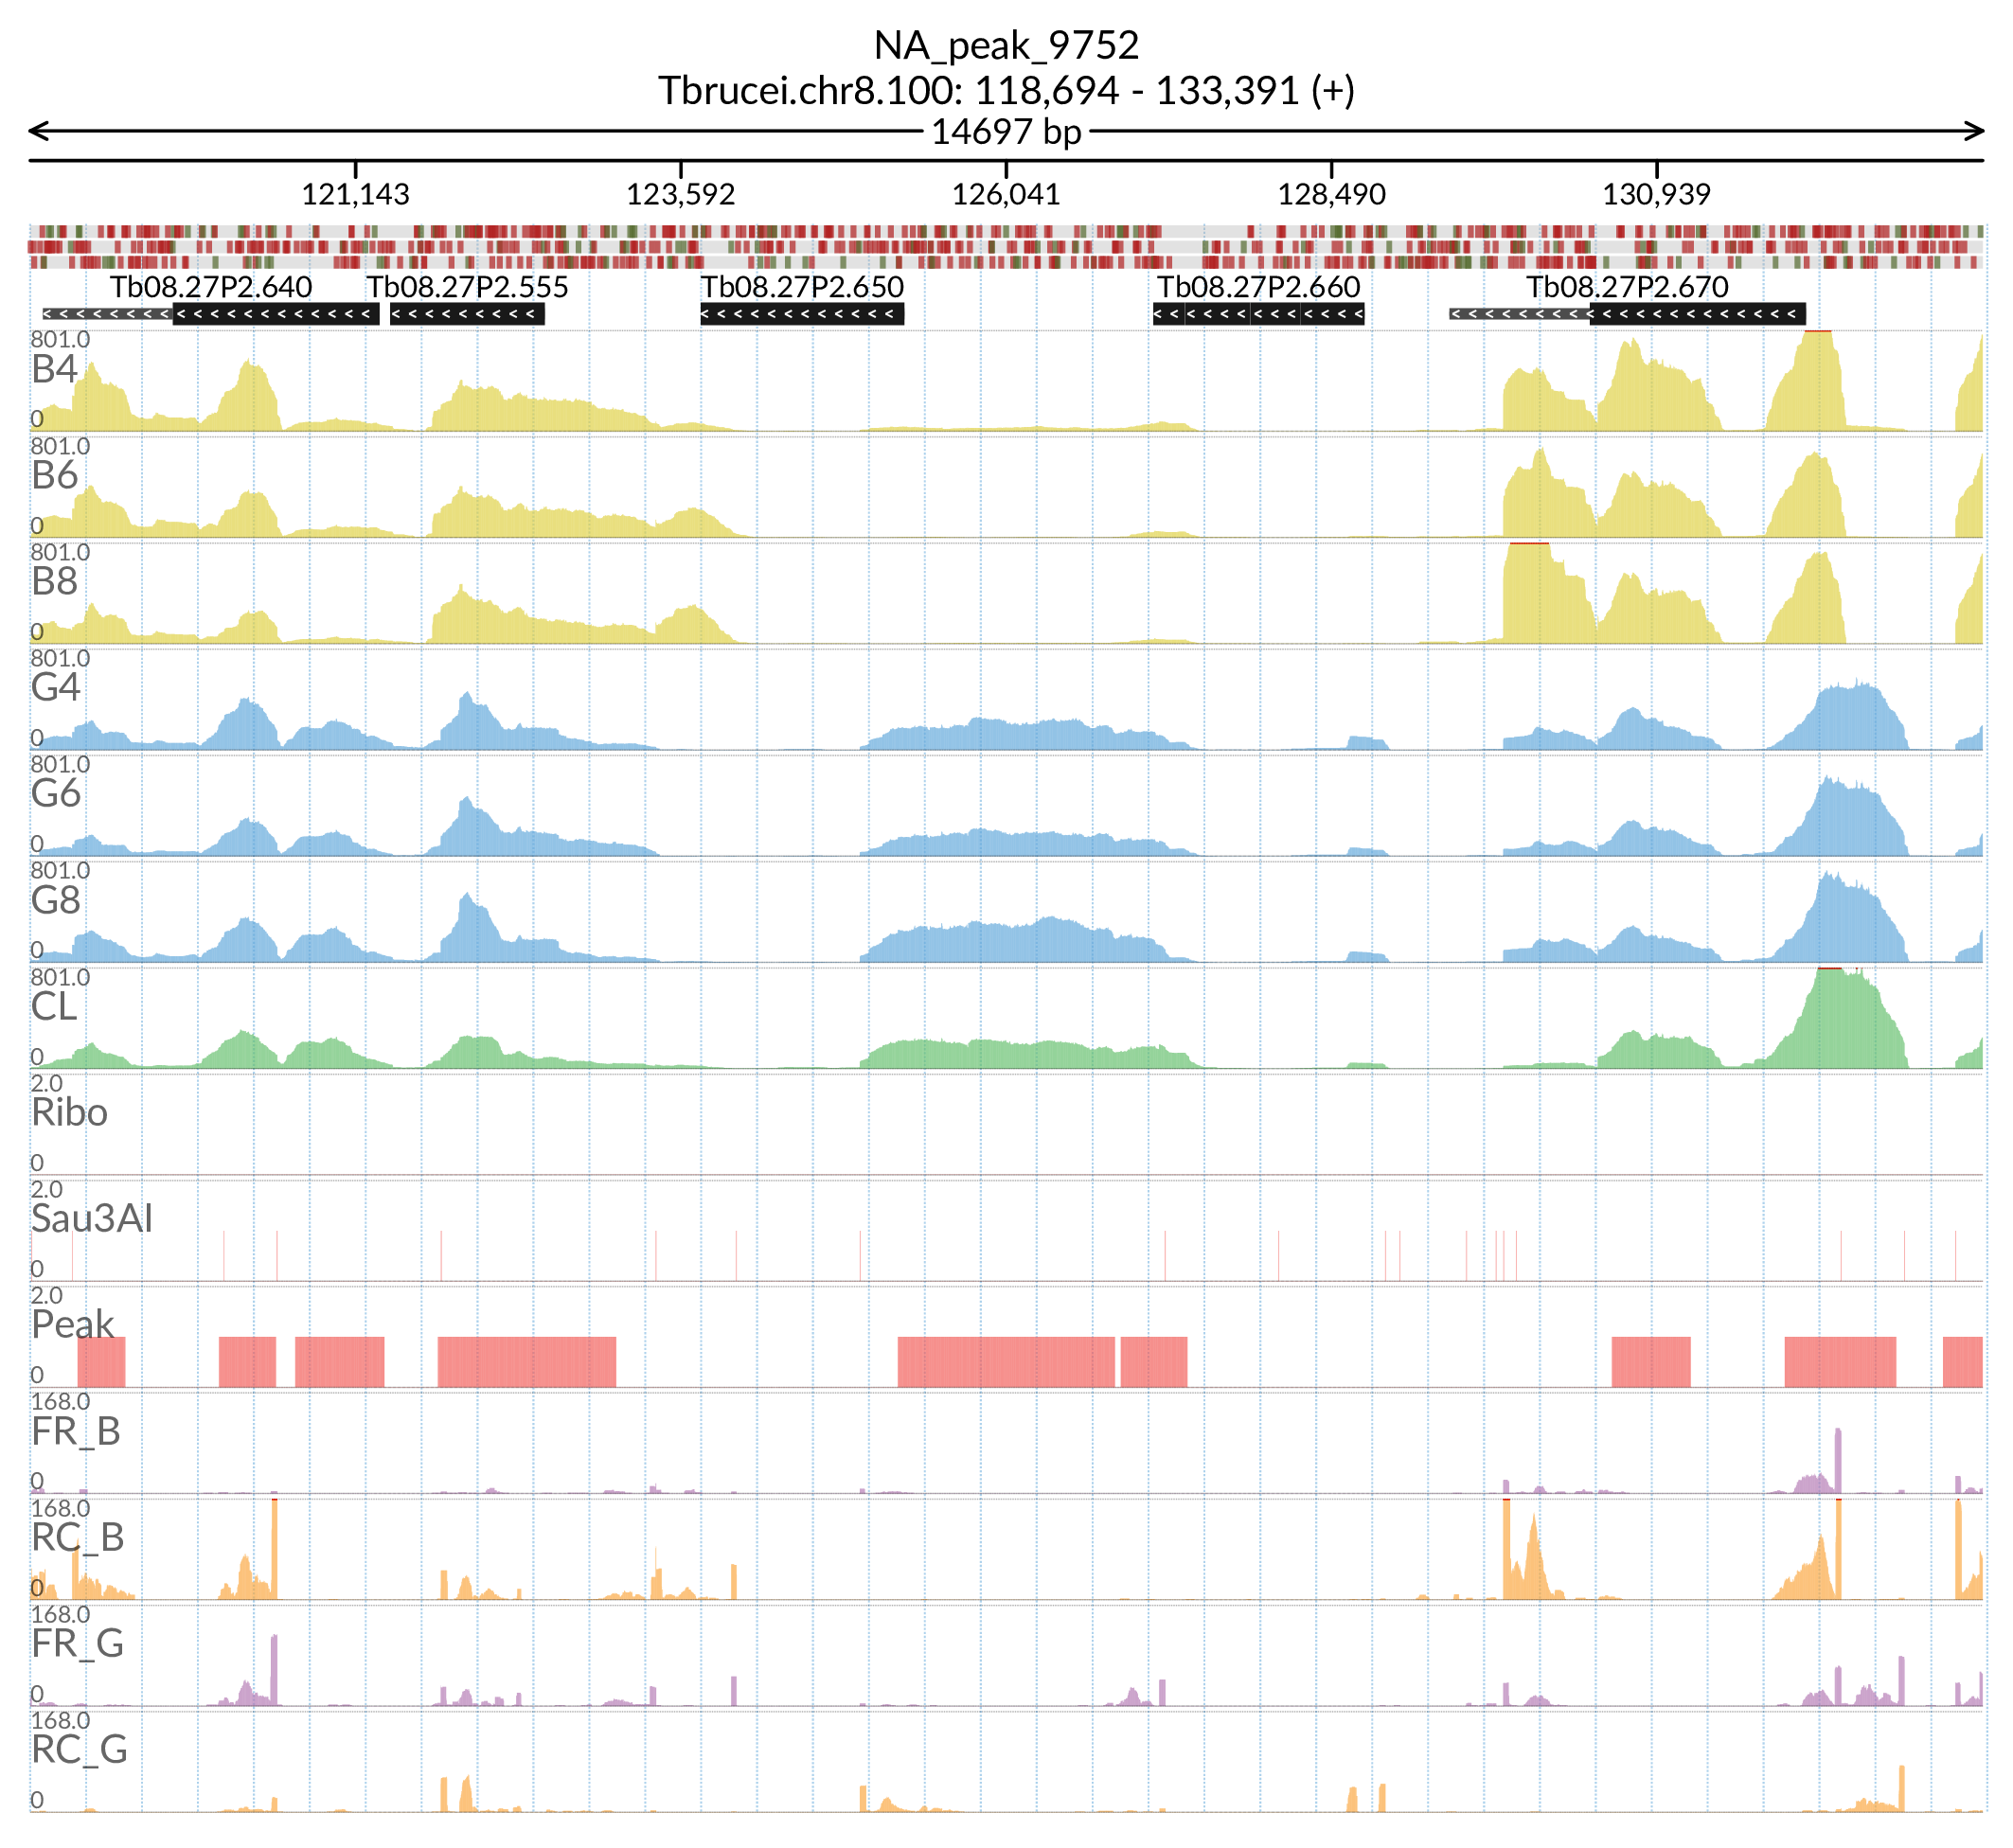 NA_peak_9752
Tbrucei.chr8.100: 118,694 - 133,391 (+)
14697 bp
121,143 123,592 126,041 128,490 130,939
Tb08.27P2.640 Tb08.27P2.555 Tb08.27P2.650 Tb08.27P2.660 Tb08.27P2.670
801.0
B4
0
801.0
B6
0
801.0
B8
0
801.0
G4
0
801.0
G6
0
801.0
G8
0
801.0
CL
0
2.0
Ribo
0
2.0
Sau3AI
0
2.0
Peak
0
168.0
FR_B
0
168.0
RC_B
0
168.0
FR_G
0
168.0
RC_G
0